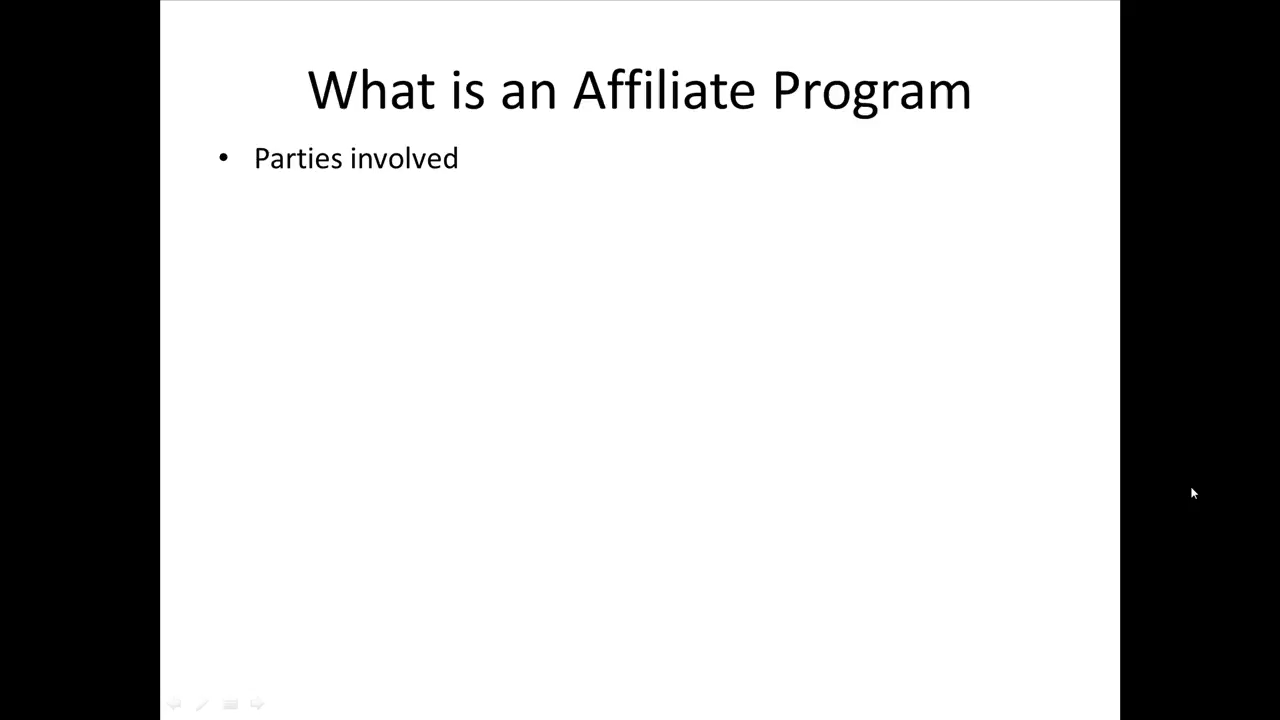 What is an Affiliate Program
• Parties involved